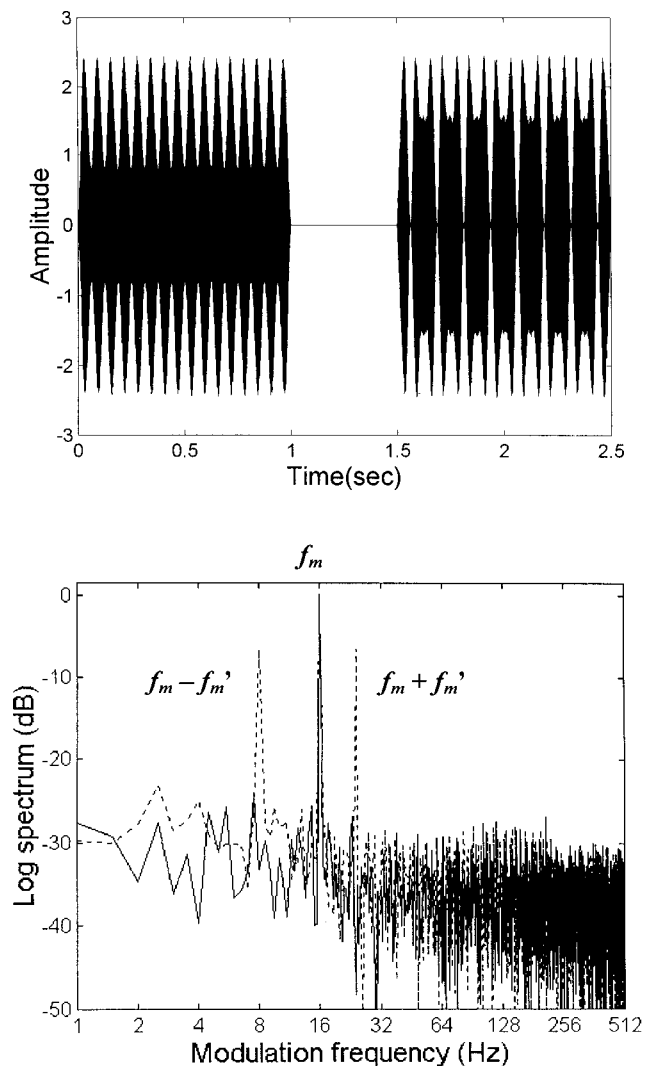 3
2
1
0
-1
-2
-3
Amplitude
0 0.5 1 1.5 2 2.5
Time(sec)
fm
0
-10
-20
-30
-40
-50
Log spectrum (dB)
fm – fm’
fm + fm’
1 2 4 8 16 32 64 128 256 512
Modulation frequency (Hz)